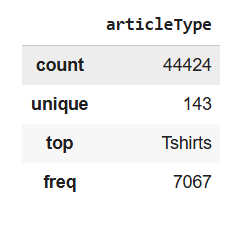 articleType
count 44424
unique 143
top Tshirts
freq 7067